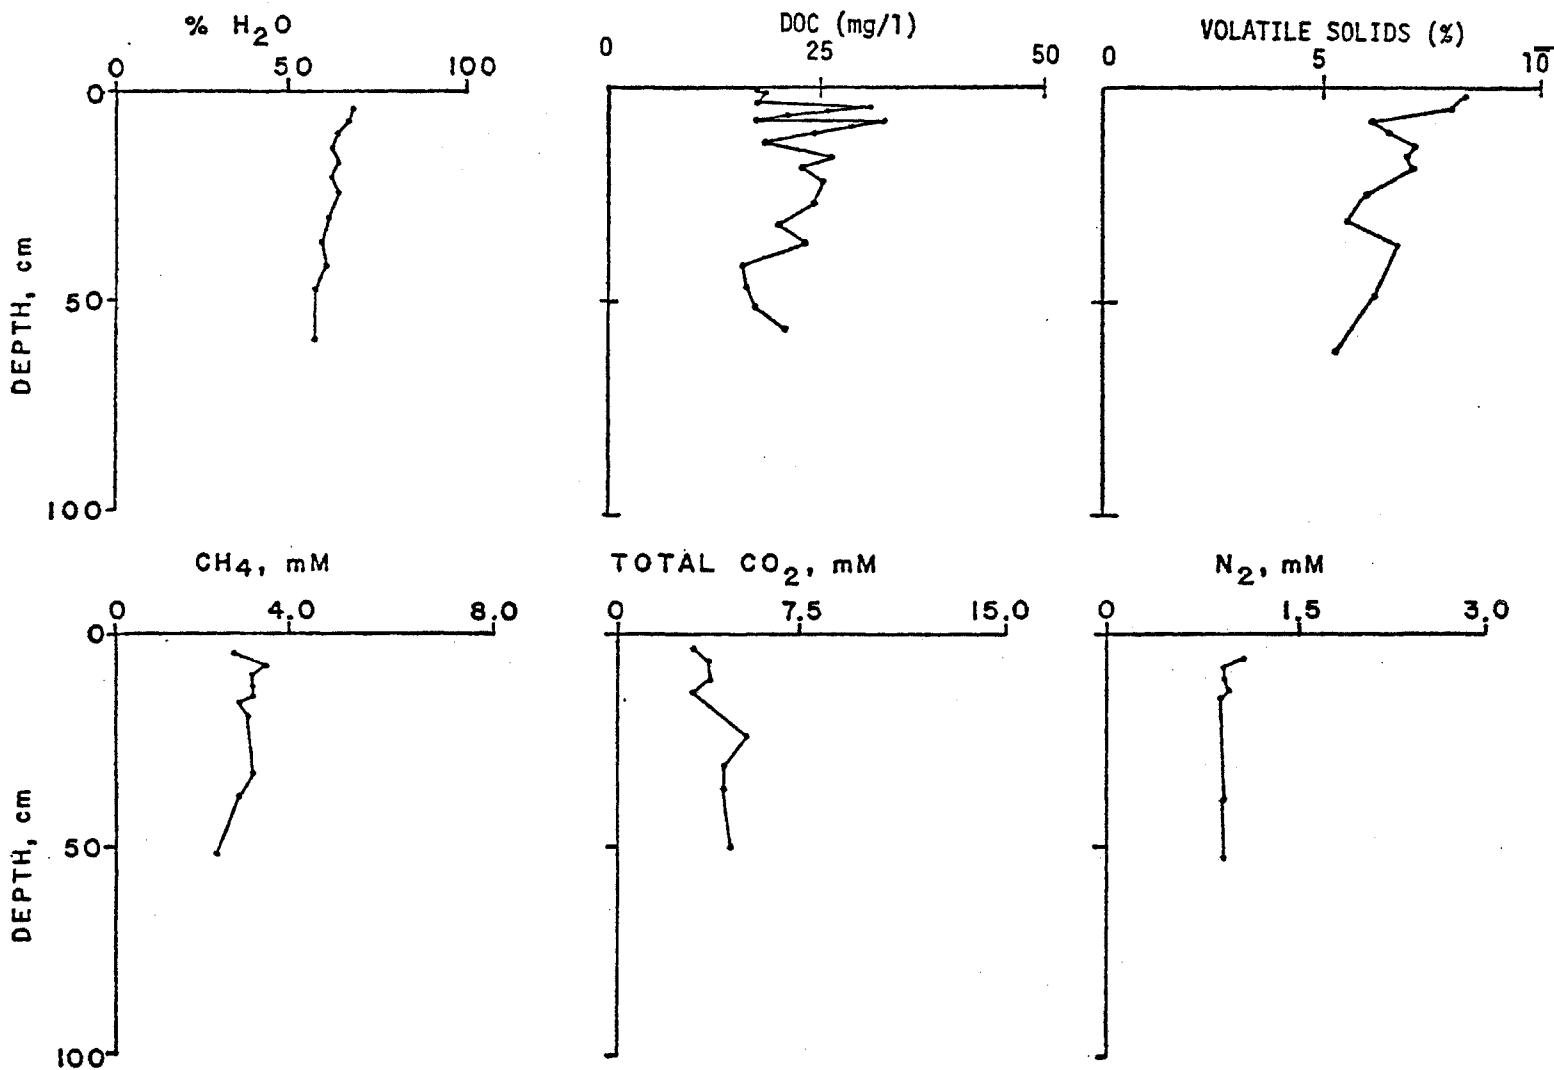 % H2O
0 50 100
0
50
100
DEPTH, cm
DOC (mg/l)
0 25 50
VOLATILE SOLIDS (%)
0 5 10
CH4, mM
0 4.0 8.0
0
50
100
DEPTH, cm
TOTAL CO2, mM
0 7.5 15.0
N2, mM
0 1.5 3.0